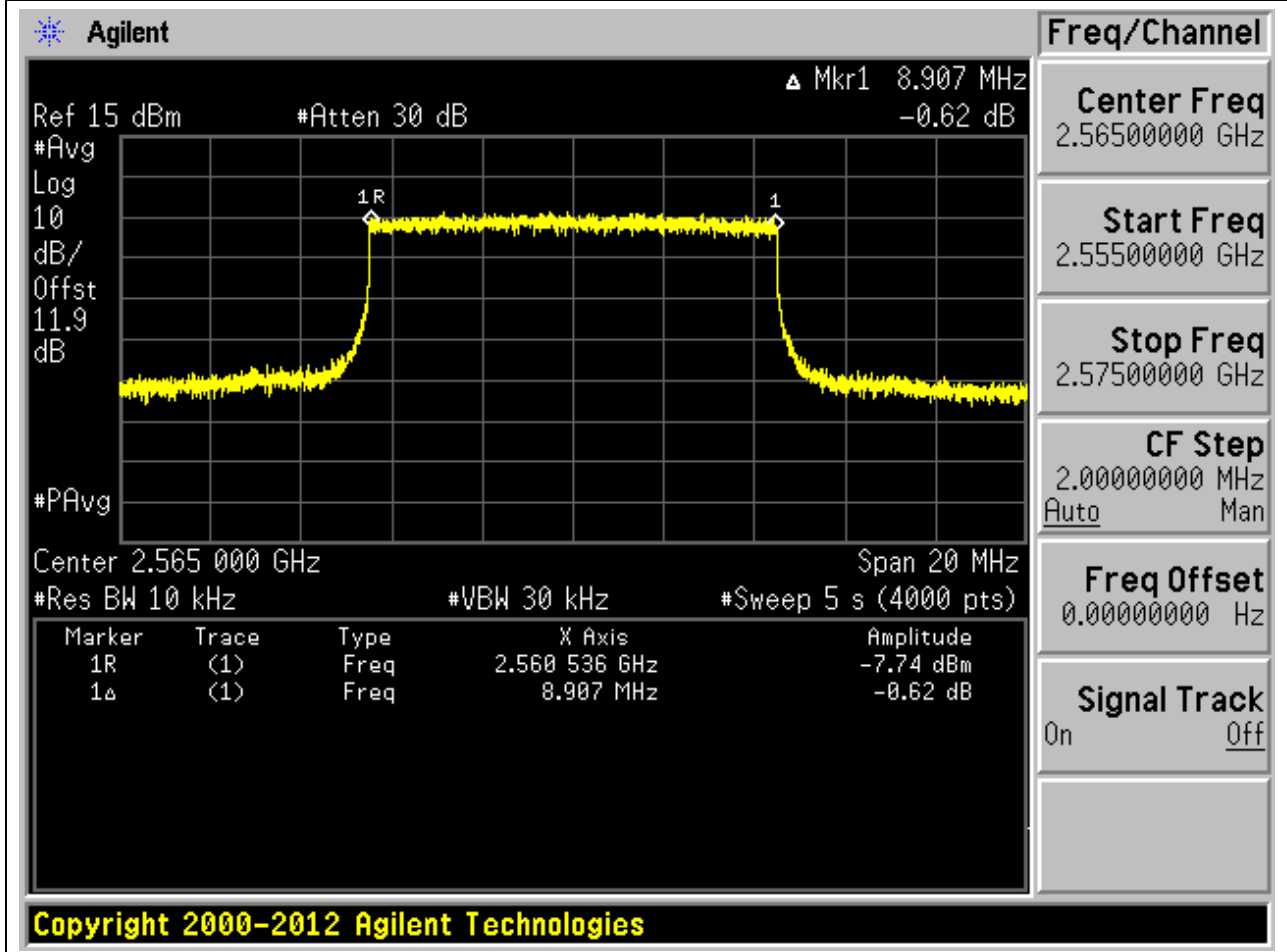 Agilent
Freq/Channel
Δ Mkr1 8.907 MHz
Ref 15 dBm #Atten 30 dB -0.62 dB
#Avg
Log
10
dB/
Offst
11.9
dB
1R
1
#PAvg
Center 2.565 000 GHz Span 20 MHz
#Res BW 10 kHz #VBW 30 kHz #Sweep 5 s (4000 pts)
Marker Trace Type X Axis Amplitude
1R (1) Freq 2.560 536 GHz -7.74 dBm
1Δ (1) Freq 8.907 MHz -0.62 dB
Center Freq
2.56500000 GHz
Start Freq
2.55500000 GHz
Stop Freq
2.57500000 GHz
CF Step
2.00000000 MHz
Auto Man
Freq Offset
0.00000000 Hz
Signal Track
On Off
Copyright 2000-2012 Agilent Technologies